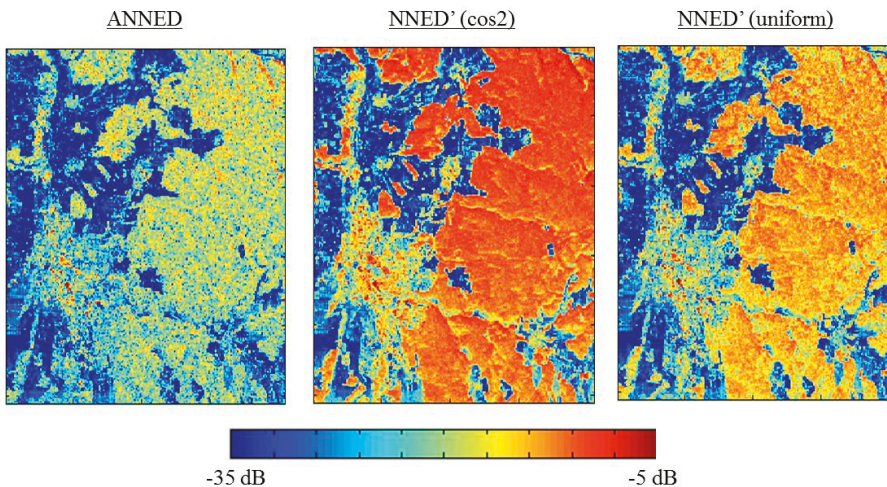 ANNED
NNED' (cos2)
NNED' (uniform)
-35 dB
-5 dB